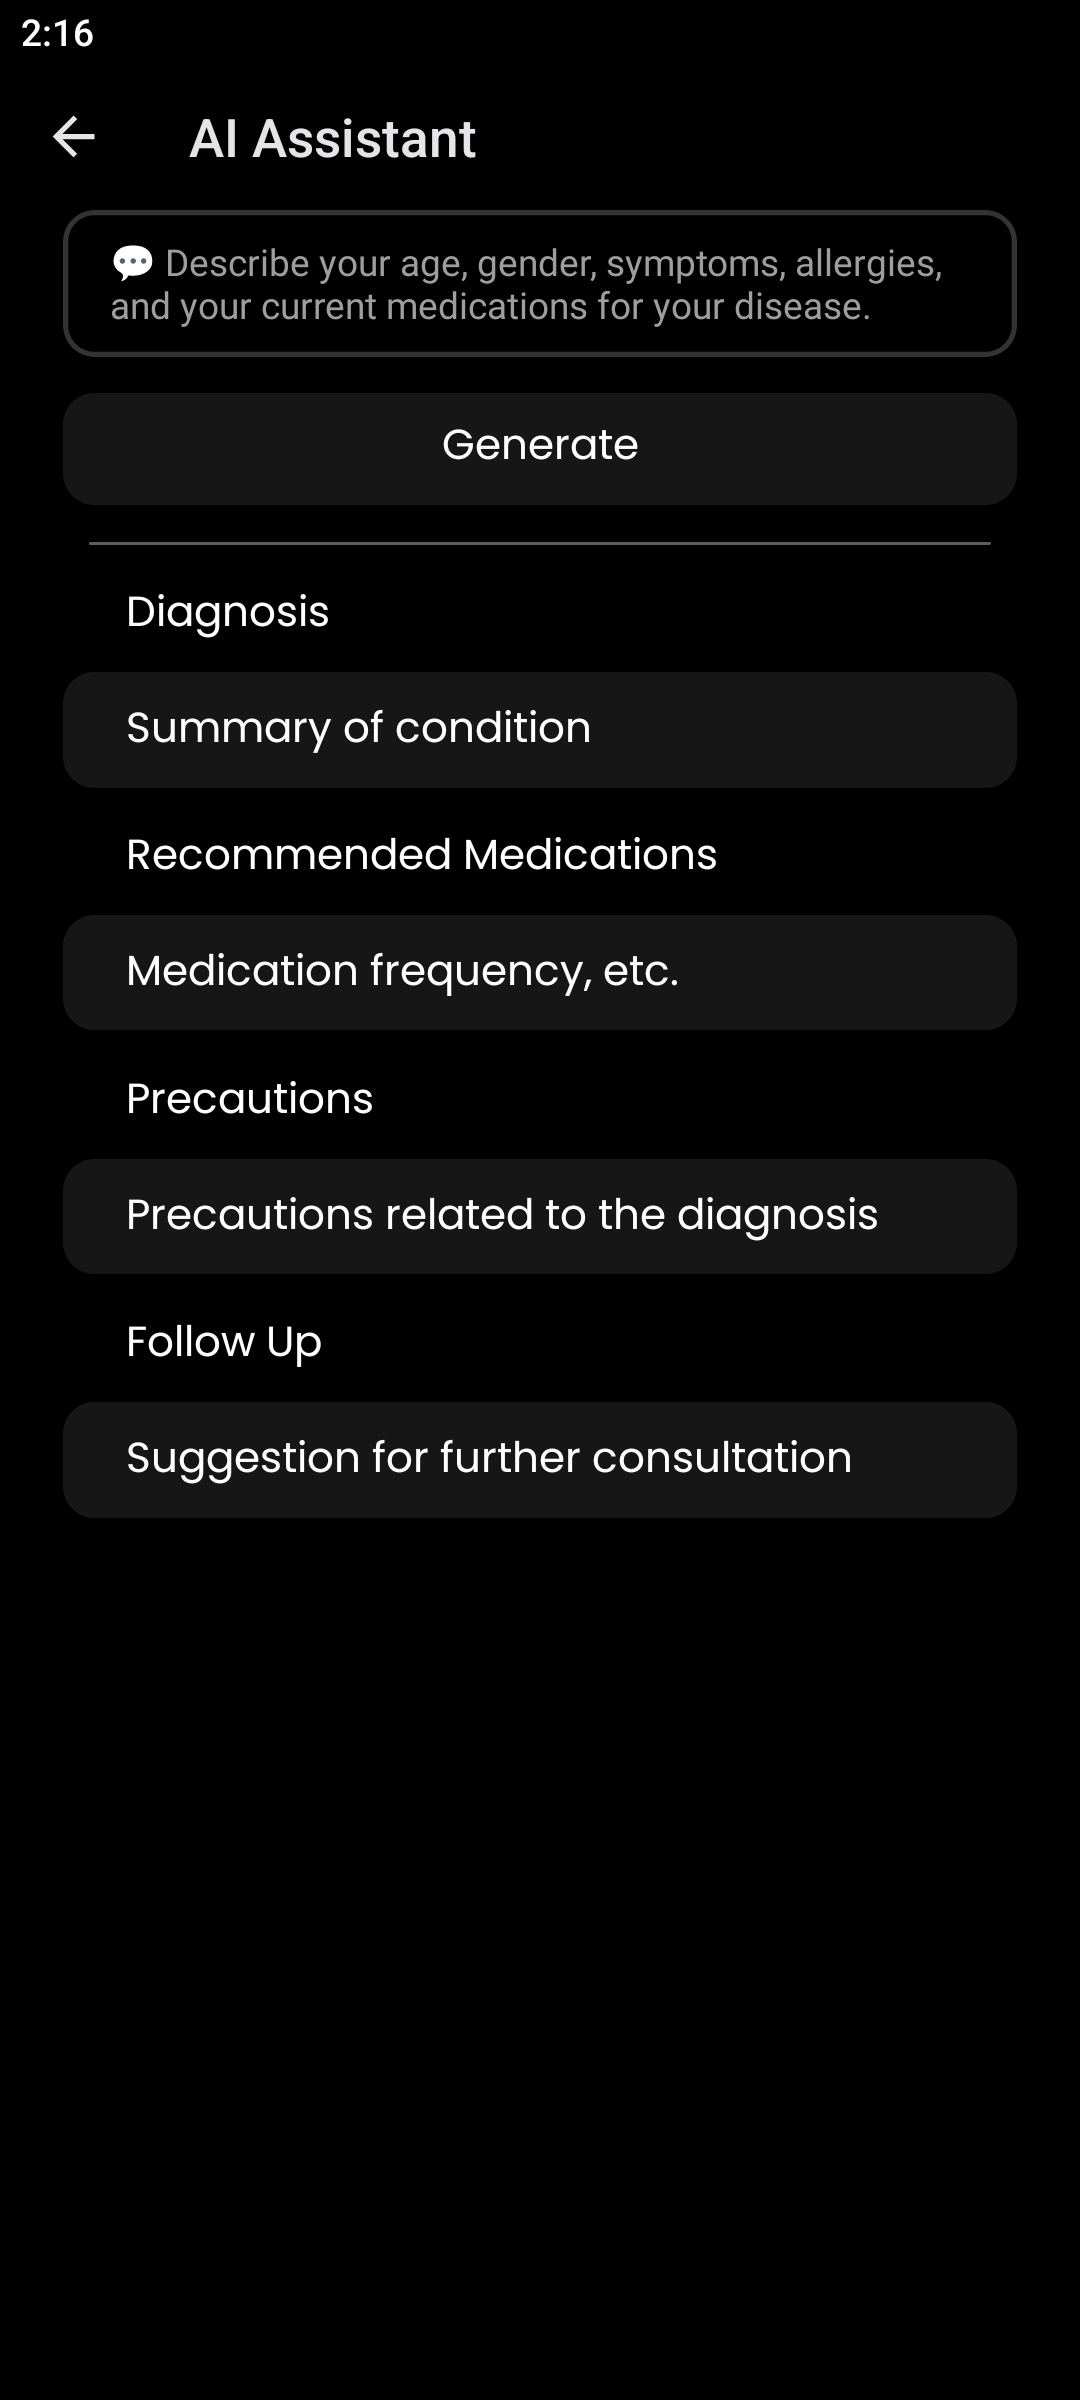 2:16
AI Assistant
💬 Describe your age, gender, symptoms, allergies,
and your current medications for your disease.
Generate
Diagnosis
Summary of condition
Recommended Medications
Medication frequency, etc.
Precautions
Precautions related to the diagnosis
Follow Up
Suggestion for further consultation